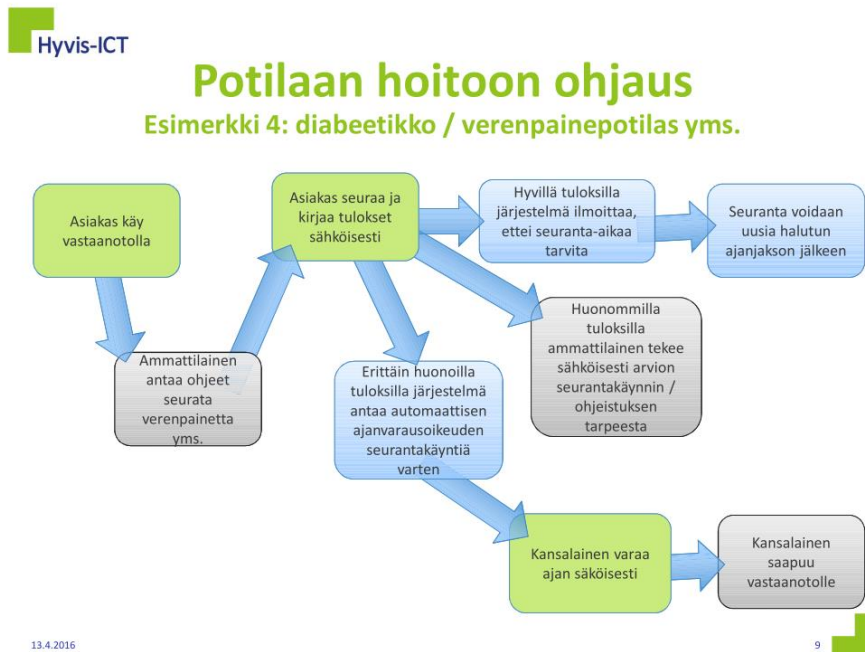 Hyvis-ICT
Potilaan hoitoon ohjaus
Esimerkki 4: diabeetikko / verenpainepotilas yms.
Asiakas käy
vastaanotolla
Ammattilainen
antaa ohjeet
seurata
verenpainetta
yms.
Asiakas seuraa ja
kirjaa tulokset
sähköisesti
Hyvillä tuloksilla
järjestelmä ilmoittaa,
ettei seuranta-aikaa
tarvita
Seuranta voidaan
uusia halutun
ajanjakson jälkeen
Huonommilla
tuloksilla
ammattilainen tekee
sähköisesti arvion
seurantakäynnin /
ohjeistuksen
tarpeesta
Erittäin huonoilla
tuloksilla järjestelmä
antaa automaattisen
ajanvarausoikeuden
seurantakäyntiä
varten
Kansalainen varaa
ajan säköisesti
Kansalainen
saapuu
vastaanotolle
13.4.2016
9